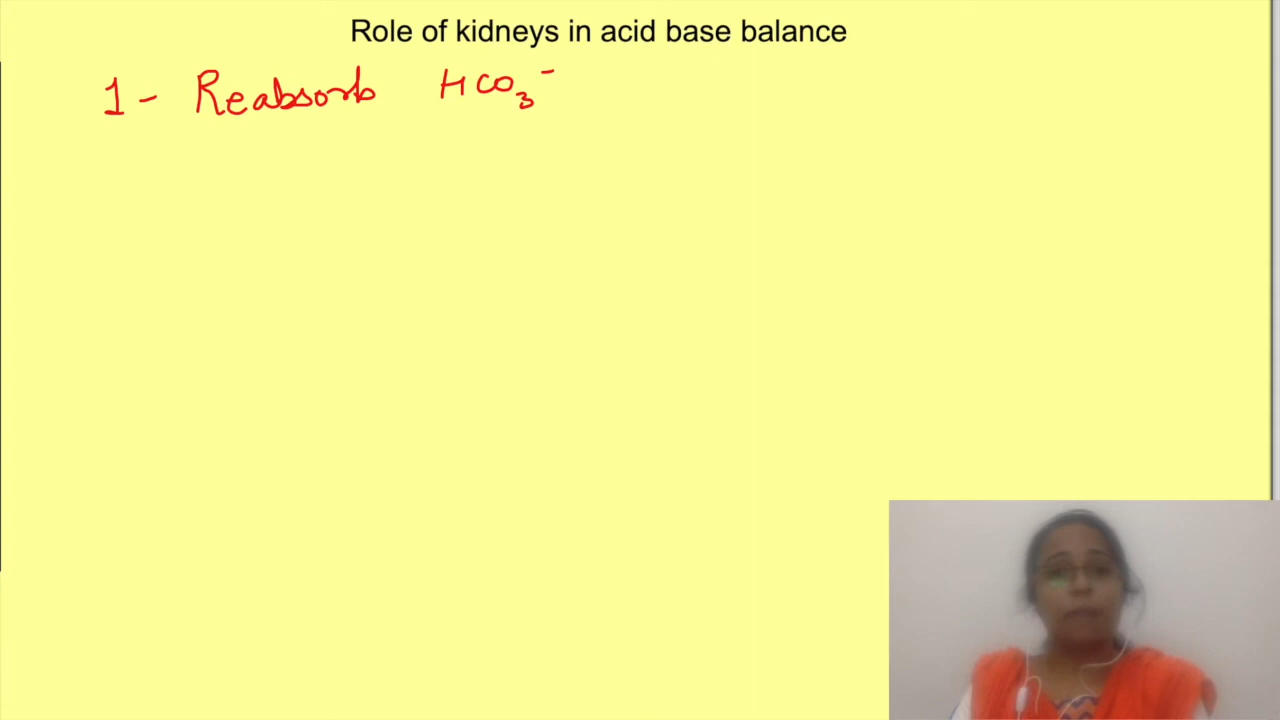 Role of kidneys in acid base balance
1- Reabsorb HCO₃⁻